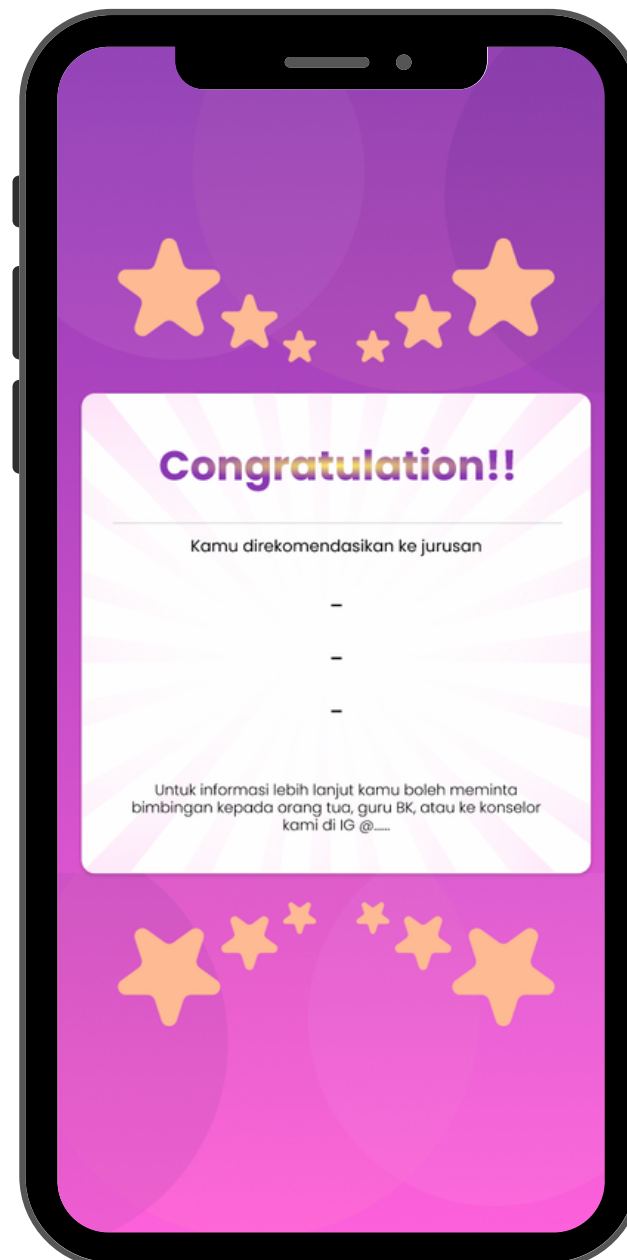 Congratulation!!
Kamu direkomendasikan ke jurusan
-
-
-
Untuk informasi lebih lanjut kamu boleh meminta
bimbingan kepada orang tua, guru BK, atau ke konselor
kami di IG @.....